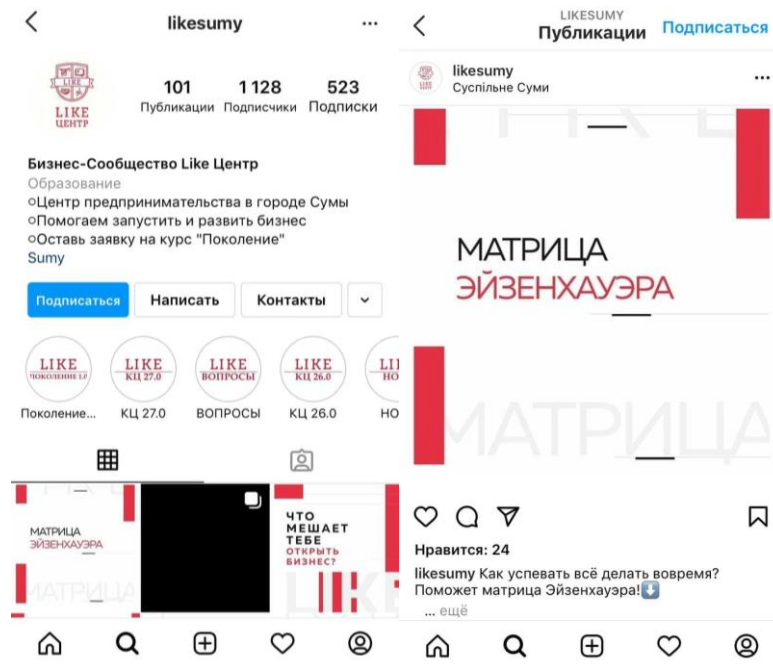 likesumy
LIKE
LIKE
ЦЕНТР
101
1 128
523
Публикации Подписчики Подписки
Бизнес-Сообщество Like Центр
Образование
Центр предпринимательства в городе Сумы
Помогаем запустить и развить бизнес
Оставь заявку на курс "Поколение"
Sumy
Подписаться Написать Контакты
LIKE
ПОКОЛЕНИЕ 1.0
LIKE
КЦ 27.0
LIKE
ВОПРОСЫ
LIKE
КЦ 26.0
LI
НО
Поколение... КЦ 27.0 ВОПРОСЫ КЦ 26.0 НО
МАТРИЦА
ЭЙЗЕНХАУЭРА
МАТРИЦА
ЧТО
МЕШАЕТ
ТЕБЕ
ОТКРЫТЬ
БИЗНЕС?
LIKE
LIKESUMY
Публикации Подписаться
likesumy
Суспільне Суми
МАТРИЦА
ЭЙЗЕНХАУЭРА
МАТРИЦА
Нравится: 24
likesumy Как успевать всё делать вовремя?
Поможет матрица Эйзенхауэра!⬇️
... ещё